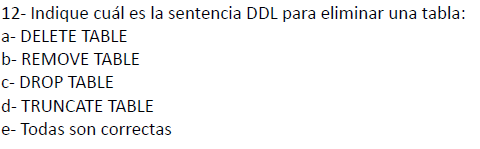 12- Indique cuál es la sentencia DDL para eliminar una tabla:
a- DELETE TABLE
b- REMOVE TABLE
c- DROP TABLE
d- TRUNCATE TABLE
e- Todas son correctas